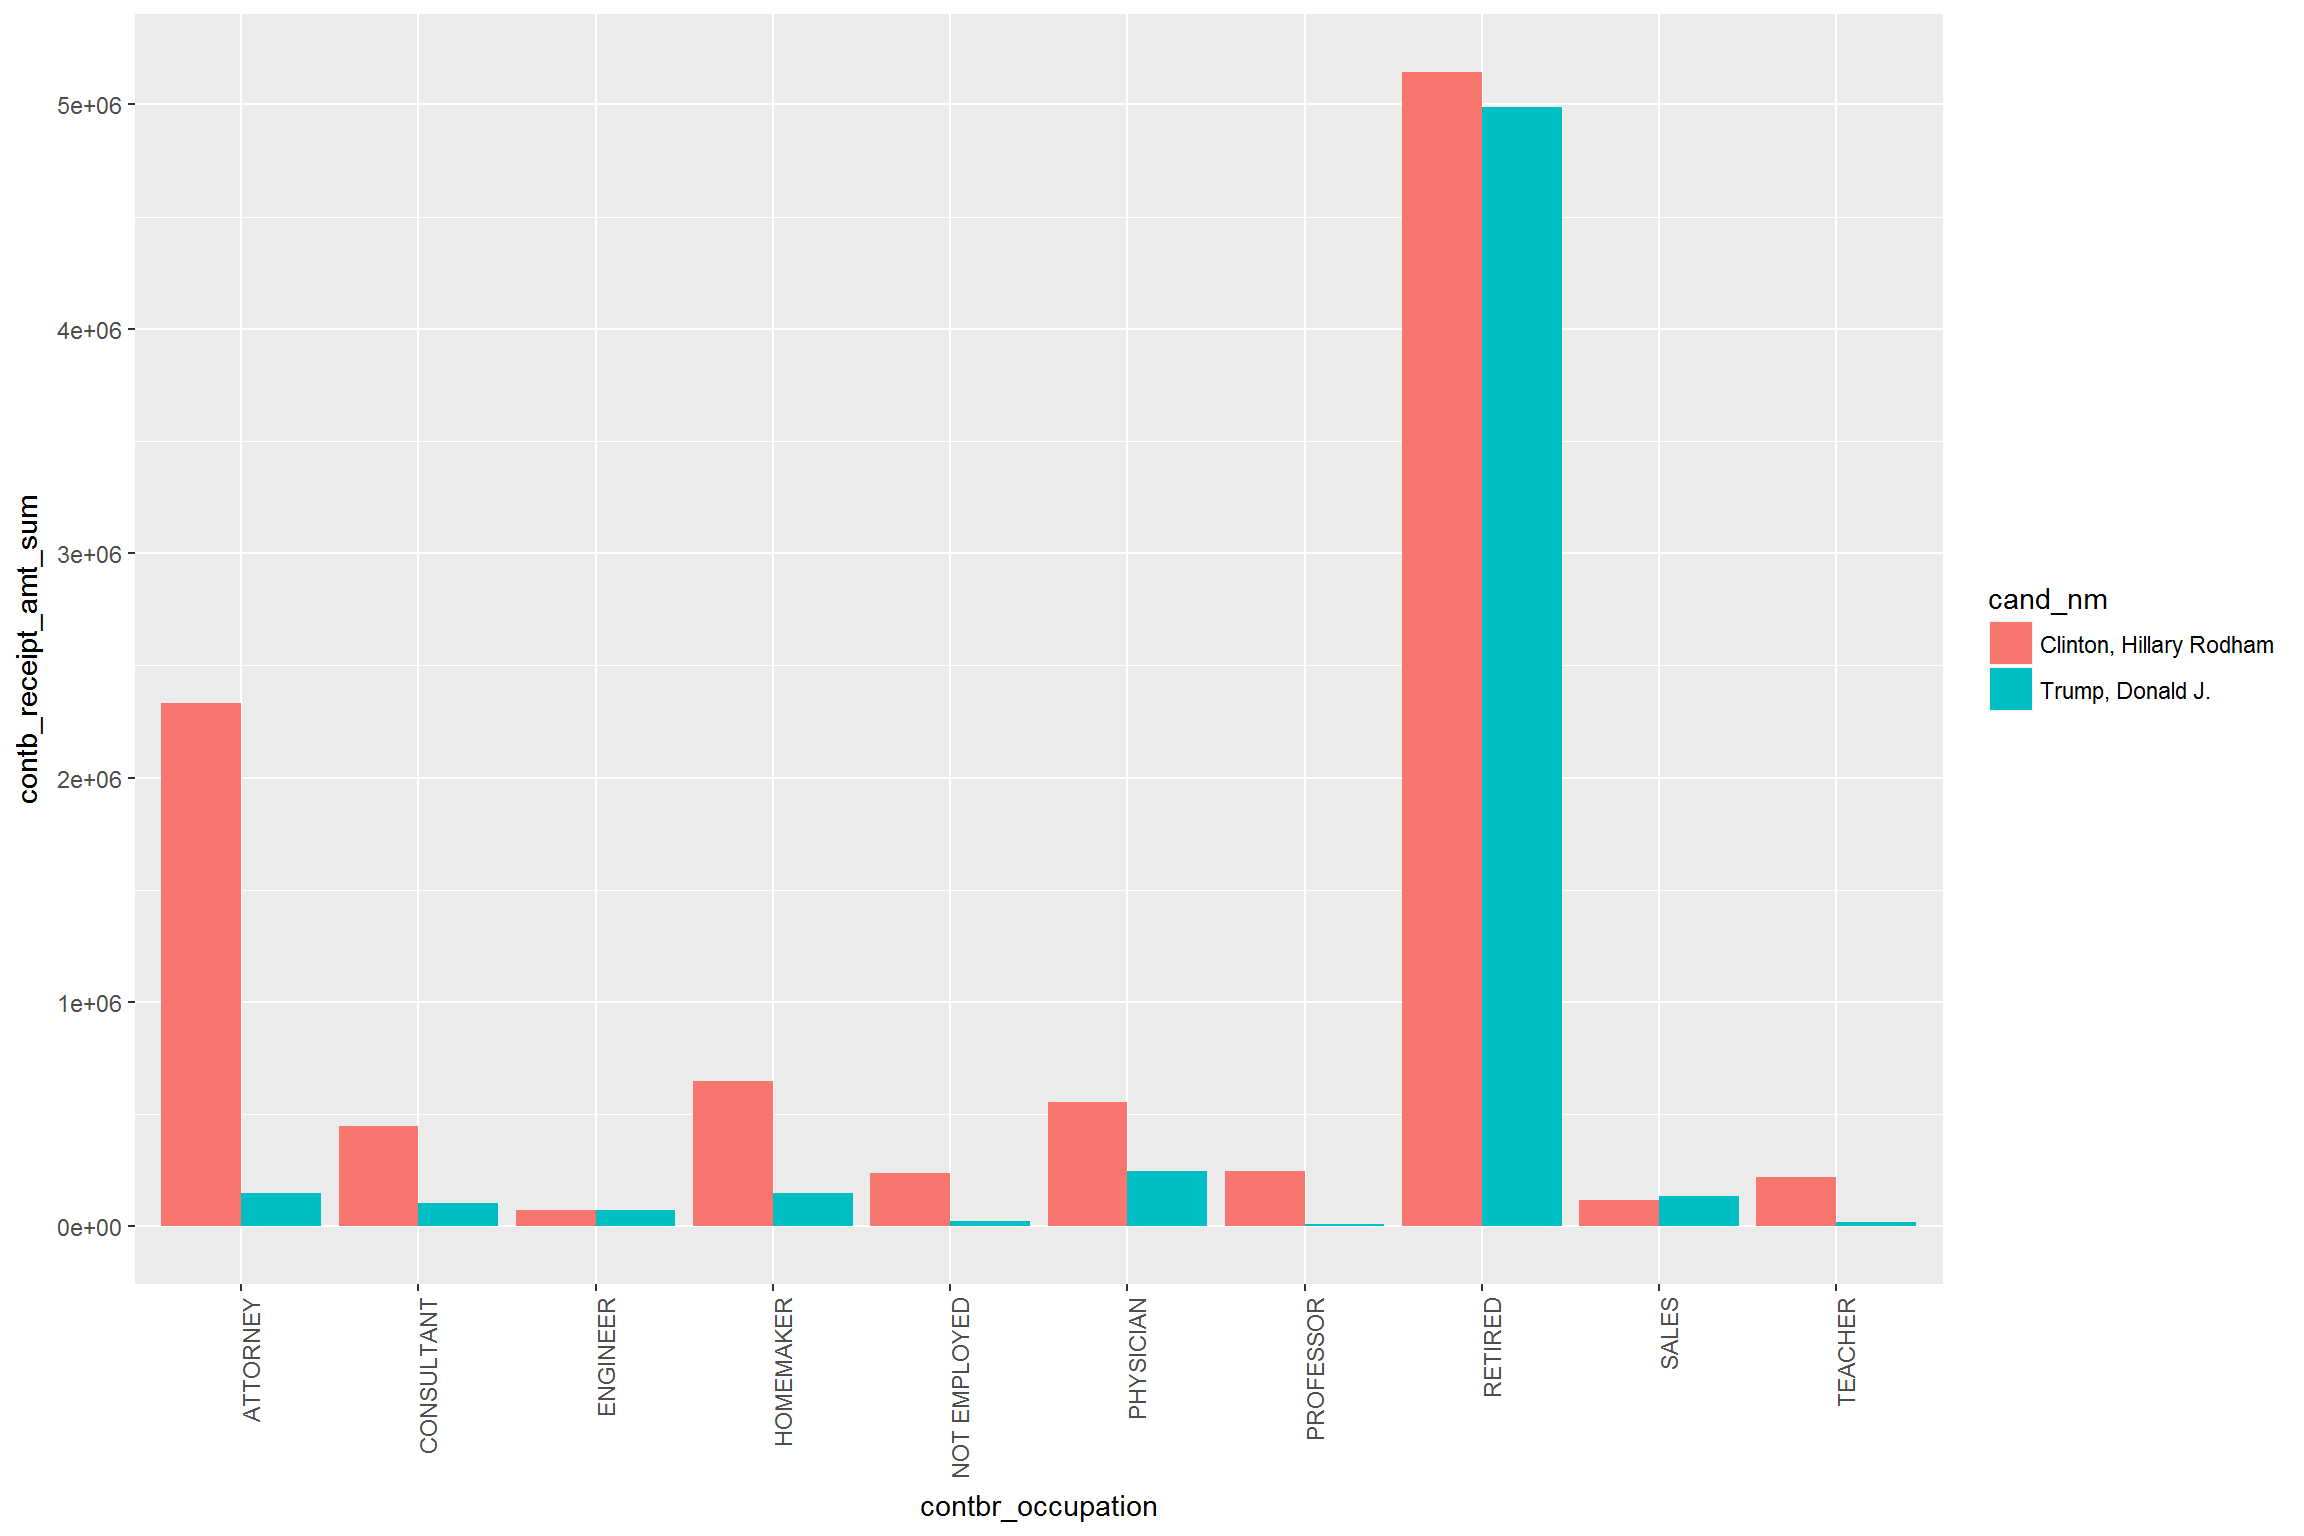 contb_receipt_amt_sum
5e+06
4e+06
3e+06
2e+06
1e+06
0e+00
ATTORNEY
CONSULTANT
ENGINEER
HOMEMAKER
NOT EMPLOYED
PHYSICIAN
PROFESSOR
RETIRED
SALES
TEACHER
contbr_occupation
cand_nm
Clinton, Hillary Rodham
Trump, Donald J.